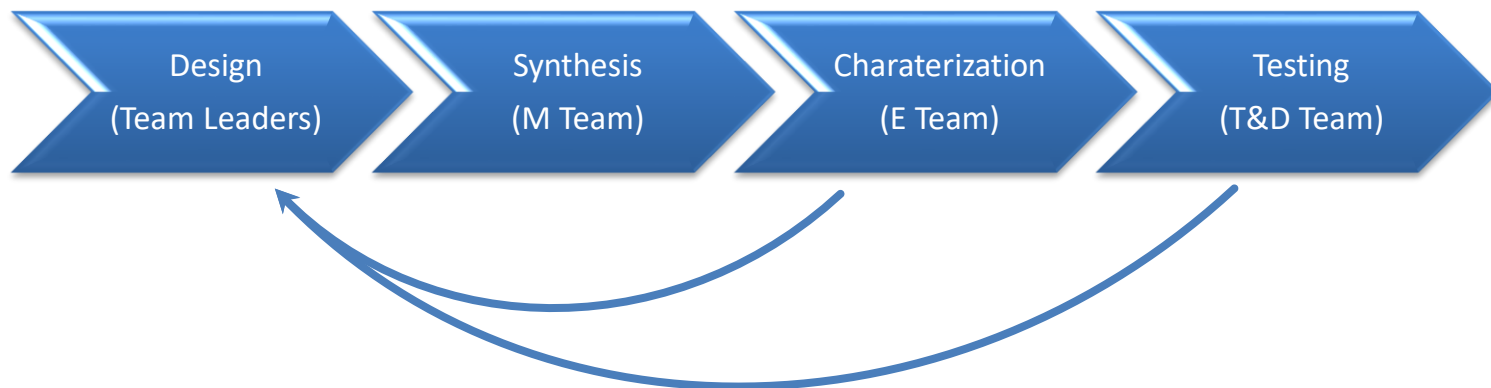 Design
(Team Leaders)
Synthesis
(M Team)
Charaterization
(E Team)
Testing
(T&D Team)